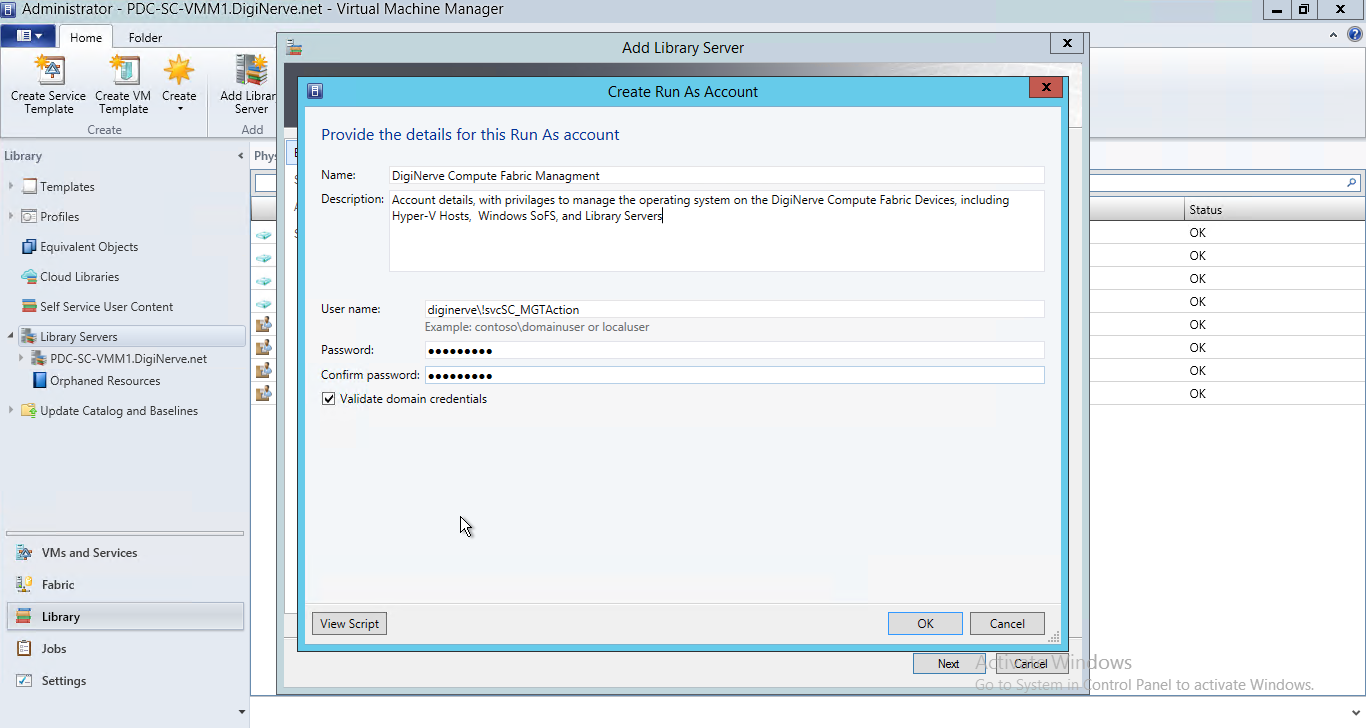 Administrator - PDC-SC-VMM1.DigiNerve.net - Virtual Machine Manager
Home
Folder
Create Service Template
Create VM Template
Create
Add Librar
Server
Create
Add
Library
Phys
Templates
Profiles
Equivalent Objects
Cloud Libraries
Self Service User Content
Library Servers
PDC-SC-VMM1.DigiNerve.net
Orphaned Resources
Update Catalog and Baselines
VMs and Services
Fabric
Library
Jobs
Settings
Add Library Server
X
Create Run As Account
X
Provide the details for this Run As account
Name: DigiNerve Compute Fabric Managment
Description: Account details, with privilages to manage the operating system on the DigiNerve Compute Fabric Devices, including
Hyper-V Hosts,  Windows SoFS, and Library Servers
User name: diginerve\!svcSC_MGTAction
Example: contoso\domainuser or localuser
Password: ●●●●●●●●●
Confirm password: ●●●●●●●●●
Validate domain credentials
View Script
OK
Cancel
Next
Cancel
Status
OK
OK
OK
OK
OK
OK
OK
OK
Activate Windows
Go to System in Control Panel to activate Windows.